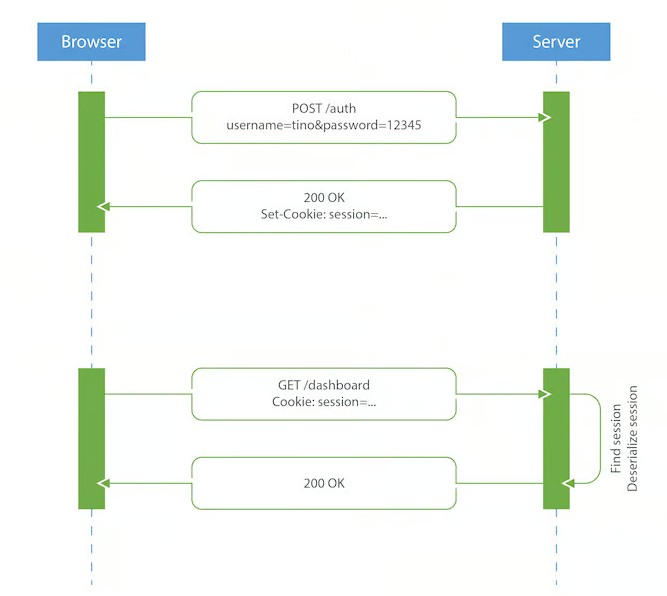 Browser
Server
POST /auth
username=tino&password=12345
200 OK
Set-Cookie: session=...
GET /dashboard
Cookie: session=...
Find session
Deserialize session
200 OK